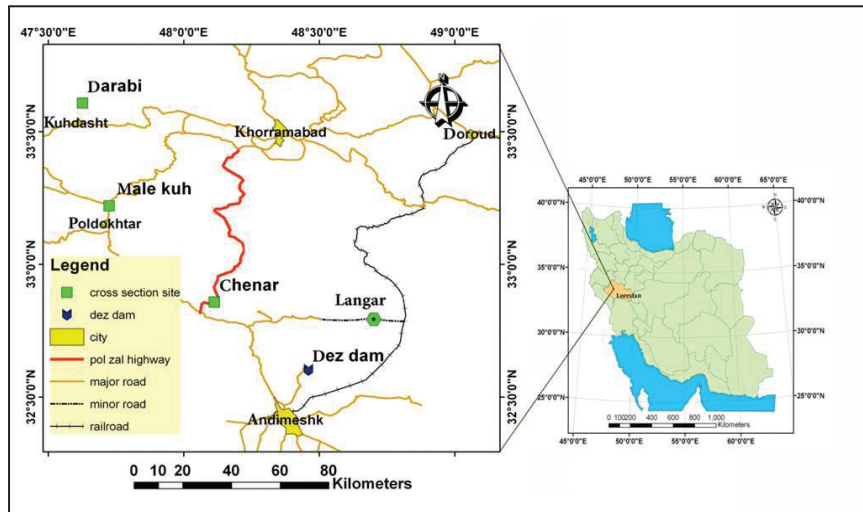 47°30'0"E 48°0'0"E 48°30'0"E 49°0'0"E
Darabi
Kuhdasht
Khorramabad
N
Doroud
33°30'0"N
33°30'0"N
Male kuh
Poldokhtar
33°0'0"N
33°0'0"N
Chenar
Langar
Dez dam
Andimeshk
32°30'0"N
32°30'0"N
Legend
cross section site
dez dam
city
pol zal highway
major road
minor road
railroad
0 10 20 40 60 80
Kilometers
45°0'0"E 50°0'0"E 55°0'0"E 60°0'0"E 65°0'0"E
40°0'0"N
40°0'0"N
35°0'0"N
35°0'0"N
Lorestan
30°0'0"N
30°0'0"N
25°0'0"N
25°0'0"N
0 100 200 400 600 800 1,000
Kilometers
45°0'0"E 50°0'0"E 55°0'0"E 60°0'0"E